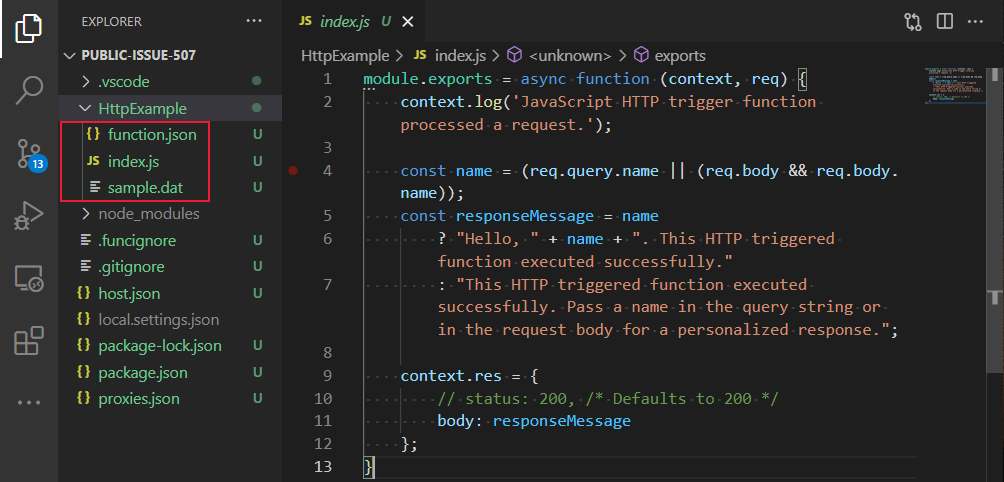 EXPLORER
PUBLIC-ISSUE-507
.vscode
HttpExample
{} function.json U
JS index.js U
sample.dat U
node_modules
.funcignore U
.gitignore U
{} host.json U
{} local.settings.json
{} package-lock.json U
{} package.json U
{} proxies.json U
13
JS index.js U
HttpExample > JS index.js > <unknown> > exports
1 module.exports = async function (context, req) {
2 context.log('JavaScript HTTP trigger function
processed a request.');
3
4 const name = (req.query.name || (req.body && req.body.
name));
5 const responseMessage = name
6 ? "Hello, " + name + ". This HTTP triggered
function executed successfully."
7 : "This HTTP triggered function executed
successfully. Pass a name in the query string or
in the request body for a personalized response.";
8
9 context.res = {
10 // status: 200, /* Defaults to 200 */
11 body: responseMessage
12 };
13 }